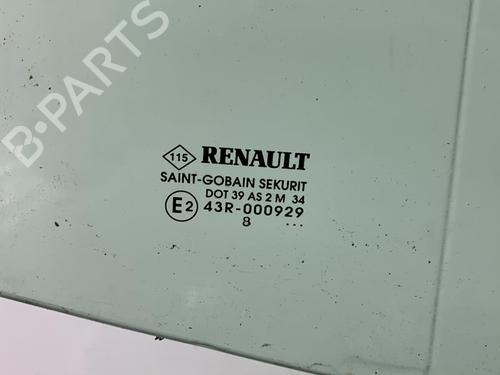 B-PARTS
115 RENAULT
SAINT-GOBAIN SEKURIT
DOT 39 AS 2 M 34
E2 43R-000929
8 ...